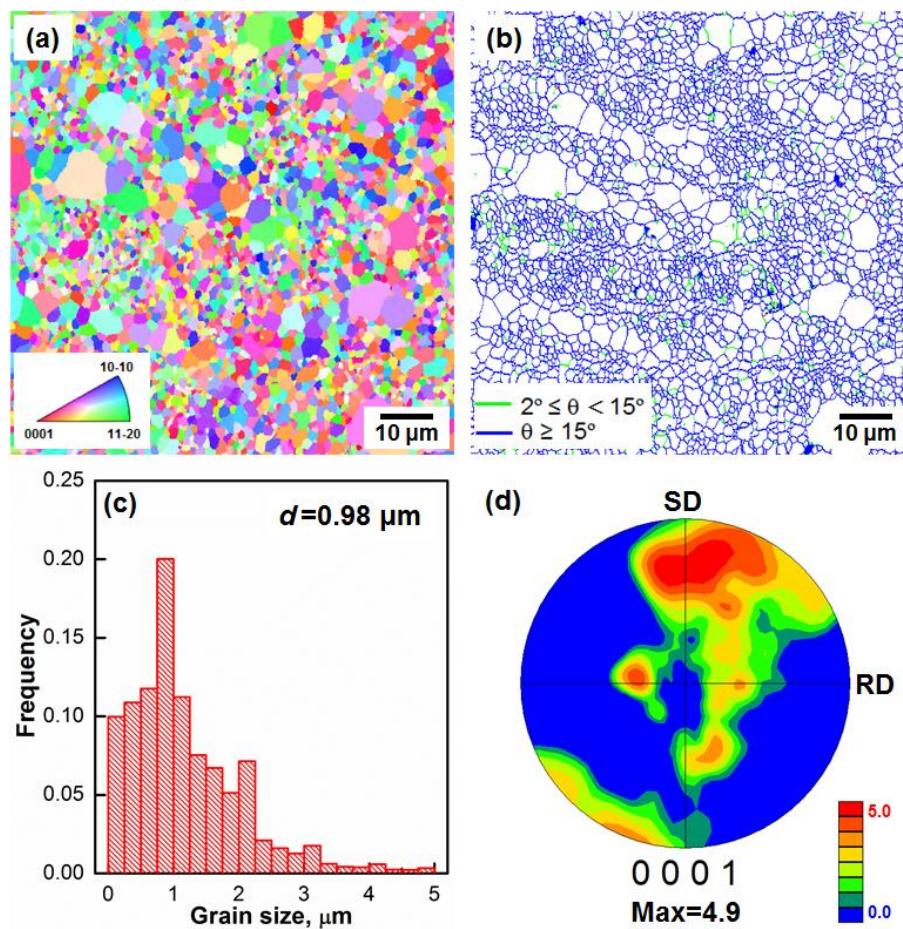 (a)
10-10
0001
11-20
10 μm
(b)
2° ≤ θ < 15°
θ ≥ 15°
10 μm
(c)
d=0.98 μm
0.25
0.20
0.15
0.10
0.05
0.00
Frequency
0
1
2
3
4
5
Grain size, μm
(d)
SD
RD
5.0
0.0
0 0 0 1
Max=4.9